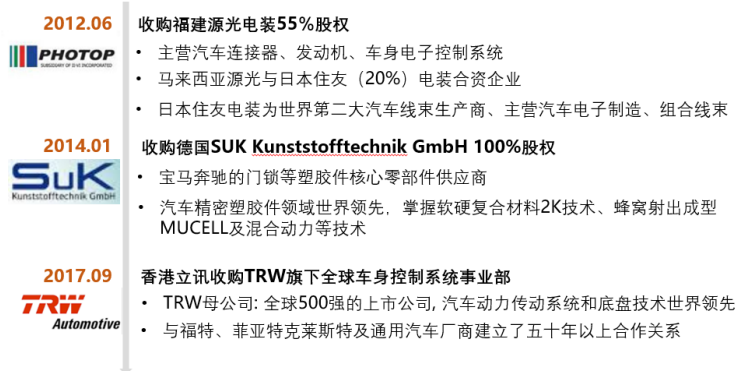 2012.06
收购福建源光电装55%股权
PHOTOP
SUBSIDIARY OF II-VI INCORPORATED
• 主营汽车连接器、发动机、车身电子控制系统
• 马来西亚源光与日本住友（20%）电装合资企业
• 日本住友电装为世界第二大汽车线束生产商、主营汽车电子制造、组合线束
2014.01
收购德国SUK Kunststofftechnik GmbH 100%股权
SuK
Kunststofftechnik GmbH
• 宝马奔驰的门锁等塑胶件核心零部件供应商
• 汽车精密塑胶件领域世界领先，掌握软硬复合材料2K技术、蜂窝射出成型
MUCELL及混合动力等技术
2017.09
香港立讯收购TRW旗下全球车身控制系统事业部
TRW
Automotive
• TRW母公司: 全球500强的上市公司, 汽车动力传动系统和底盘技术世界领先
• 与福特、菲亚特克莱斯特及通用汽车厂商建立了五十年以上合作关系